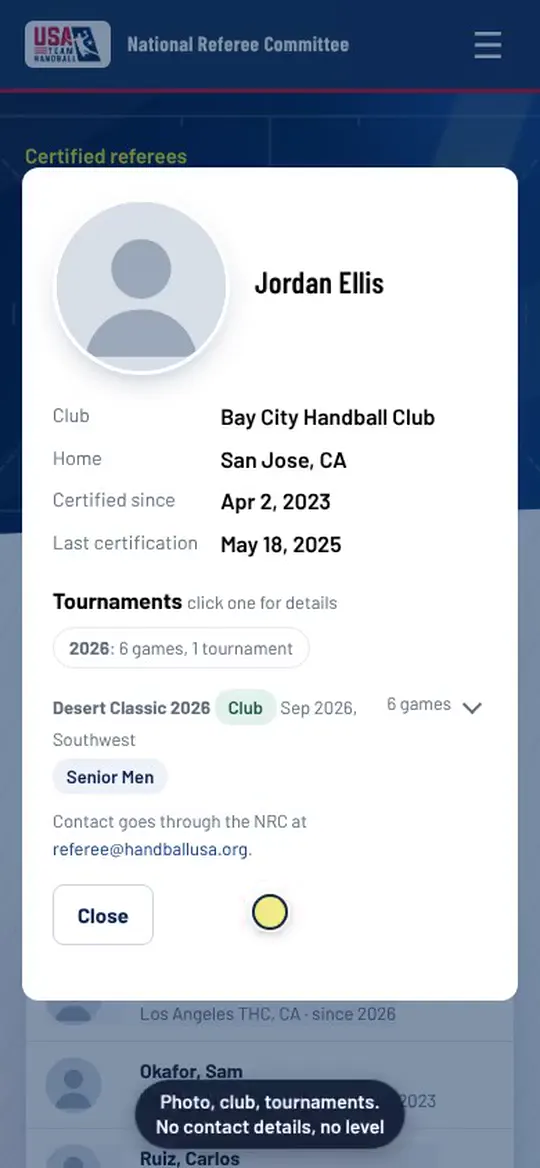 USA
TEAM
HANDBALL
National Referee Committee
Certified referees
Jordan Ellis
Club Bay City Handball Club
Home San Jose, CA
Certified since Apr 2, 2023
Last certification May 18, 2025
Tournaments click one for details
2026: 6 games, 1 tournament
Desert Classic 2026 Club Sep 2026, 6 games
Southwest
Senior Men
Contact goes through the NRC at
referee@handballusa.org.
Close
Los Angeles THC, CA · since 2026
Okafor, Sam
2023
Photo, club, tournaments.
No contact details, no level
Ruiz, Carlos